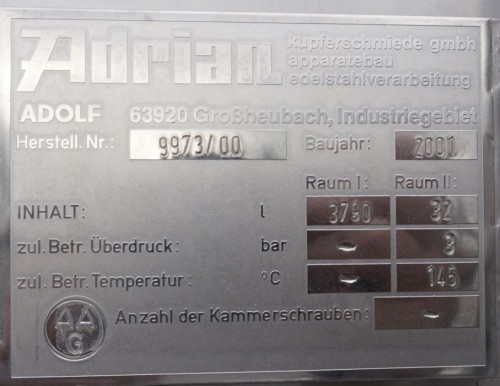 Adrian kupferschmiede gmbh
apparatebau
edelstahlverarbeitung
ADOLF 63920 Großheubach, Industriegebiet
Herstell. Nr.: 9973/00 Baujahr: 2001
Raum I: Raum II:
INHALT: l 3790 32
zul. Betr. Überdruck: bar - 3
zul. Betr. Temperatur: °C - 145
Anzahl der Kammerschrauben: -
AA
G